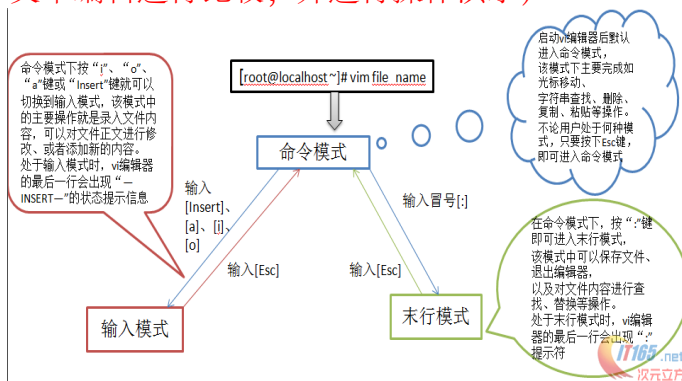 [root@localhost ~]# vim file_name
命令模式下按“i”、“o”、
“a”键或“Insert”键就可以
切换到输入模式，该模式中
的主要操作就是录入文件内
容，可以对文件正文进行修
改、或者添加新的内容。
处于输入模式时，vi编辑器
的最后一行会出现“—
INSERT—”的状态提示信息
启动vi编辑器后默认
进入命令模式，
该模式下主要完成如
光标移动、
字符串查找、删除、
复制、粘贴等操作。
不论用户处于何种模
式，只要按下Esc键，
即可进入命令模式
命令模式
输入
[Insert]、
[a]、[i]、
[o]
输入冒号[:]
输入[Esc]
输入[Esc]
在命令模式下，按“:”键
即可进入末行模式，
该模式中可以保存文件、
退出编辑器，
以及对文件内容进行查
找、替换等操作。
处于末行模式时，vi编辑
器的最后一行会出现“:”
提示符
输入模式
末行模式
IT165.net
次元立方